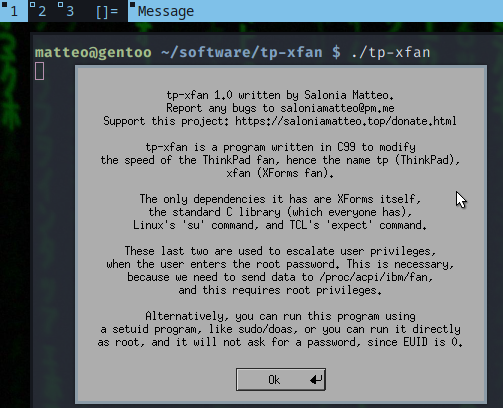 1 2 3 []= Message
matteo@gentoo ~/software/tp-xfan $ ./tp-xfan
tp-xfan 1.0 written by Salonia Matteo.
Report any bugs to saloniamatteo@pm.me
Support this project: https://saloniamatteo.top/donate.html
tp-xfan is a program written in C99 to modify
the speed of the ThinkPad fan, hence the name tp (ThinkPad),
xfan (XForms fan).
The only dependencies it has are XForms itself,
the standard C library (which everyone has),
Linux's 'su' command, and TCL's 'expect' command.
These last two are used to escalate user privileges,
when the user enters the root password. This is necessary,
because we need to send data to /proc/acpi/ibm/fan,
and this requires root privileges.
Alternatively, you can run this program using
a setuid program, like sudo/doas, or you can run it directly
as root, and it will not ask for a password, since EUID is 0.
Ok